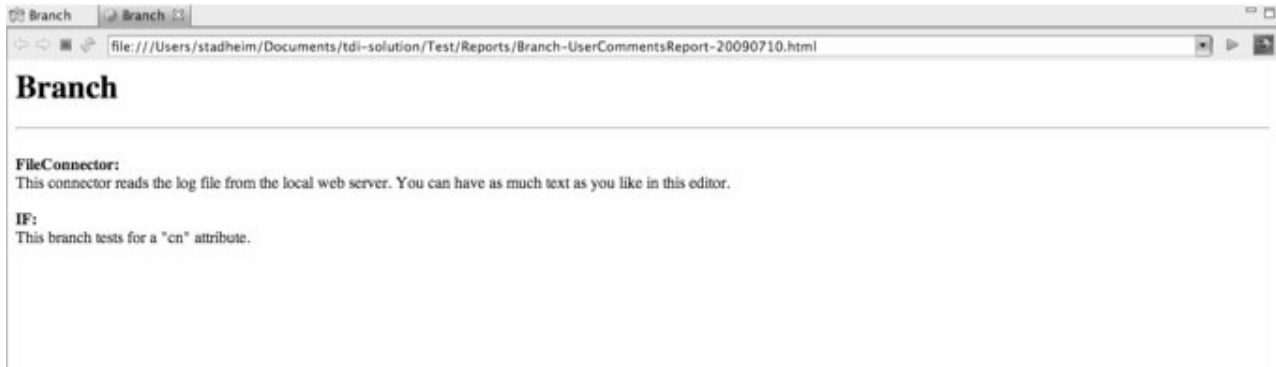 Branch Branch
file:///Users/stadheim/Documents/tdi-solution/Test/Reports/Branch-UserCommentsReport-20090710.html
Branch
FileConnector:
This connector reads the log file from the local web server. You can have as much text as you like in this editor.
IF:
This branch tests for a "cn" attribute.